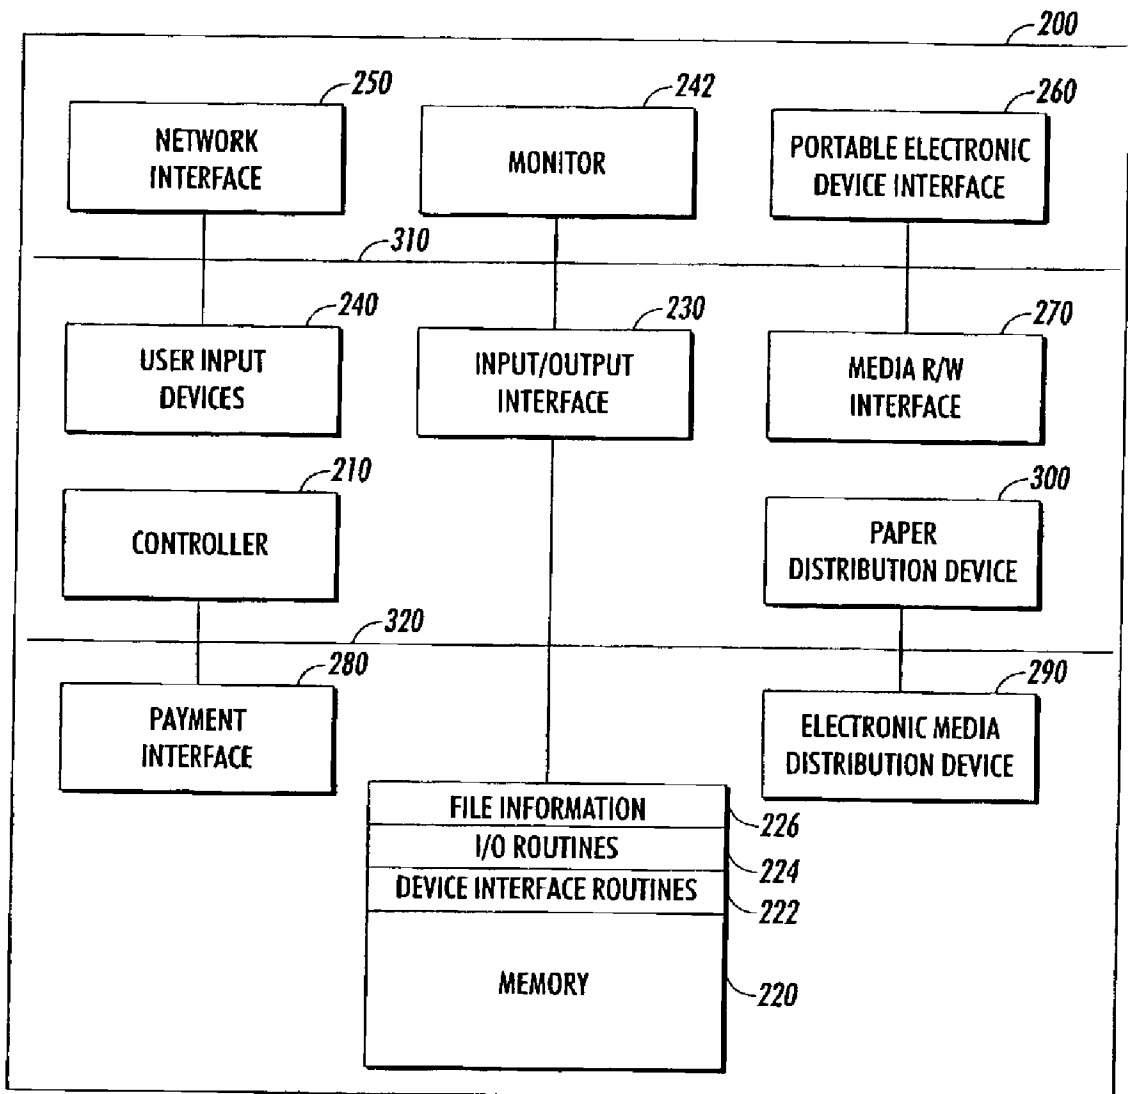 200
250
242
260
NETWORK
INTERFACE
MONITOR
PORTABLE ELECTRONIC
DEVICE INTERFACE
310
240
230
270
USER INPUT
DEVICES
INPUT/OUTPUT
INTERFACE
MEDIA R/W
INTERFACE
210
300
CONTROLLER
PAPER
DISTRIBUTION DEVICE
320
280
290
PAYMENT
INTERFACE
ELECTRONIC MEDIA
DISTRIBUTION DEVICE
FILE INFORMATION
226
I/O ROUTINES
224
DEVICE INTERFACE ROUTINES
222
MEMORY
220